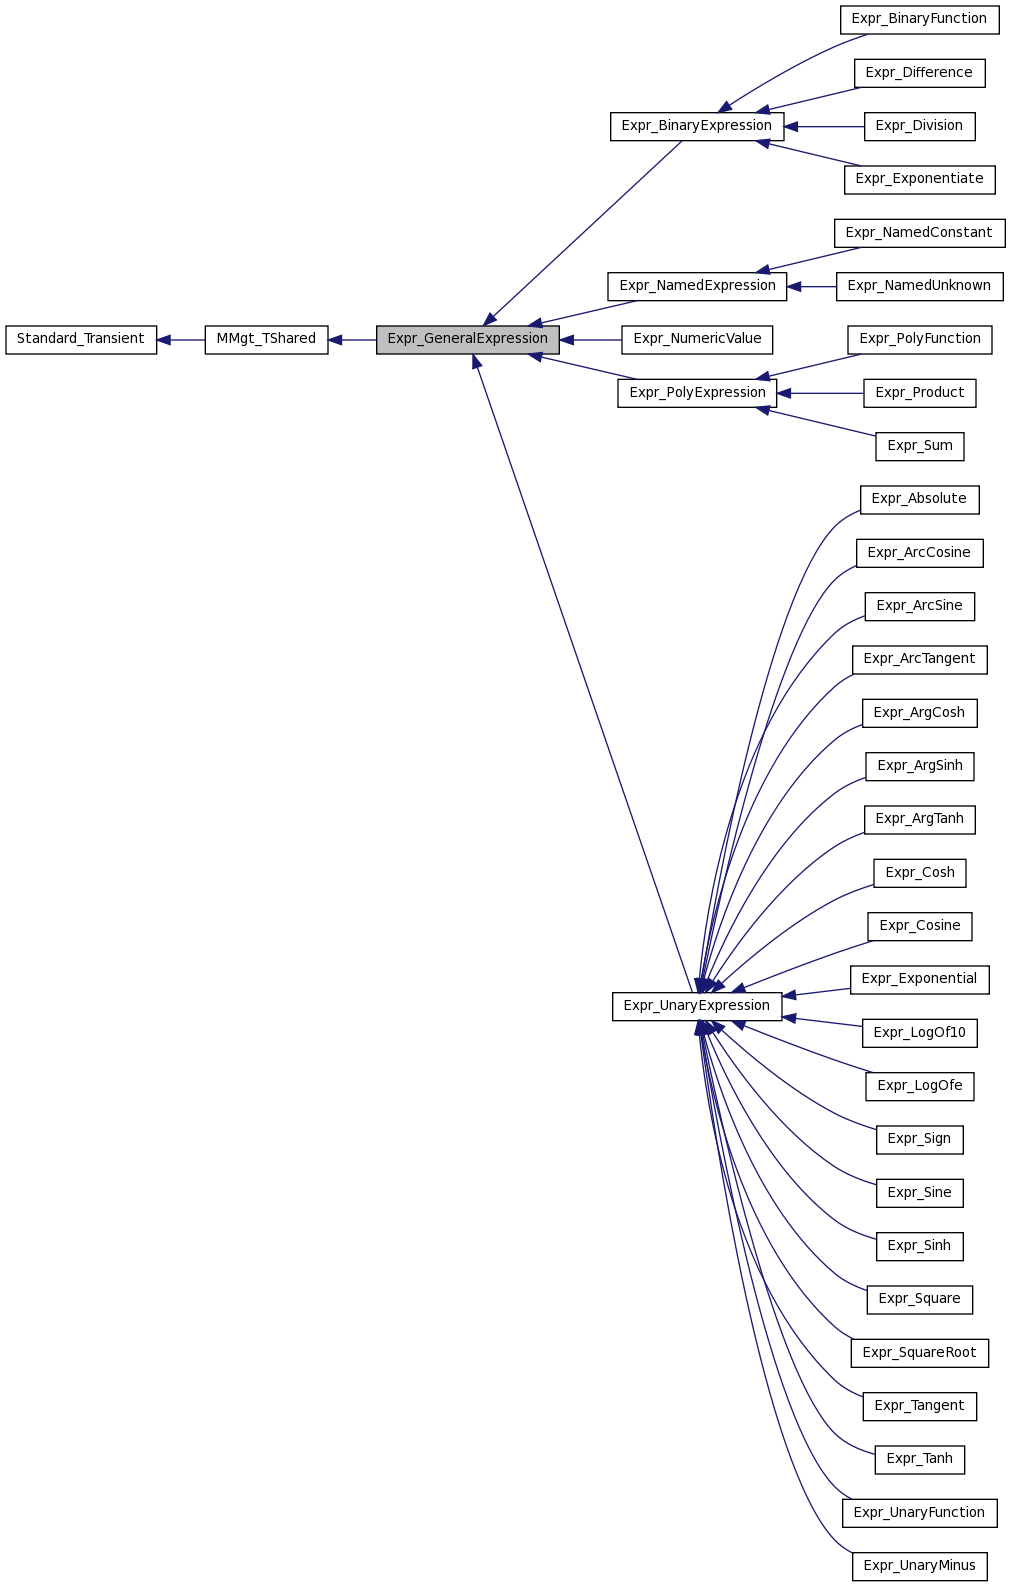 Expr_BinaryFunction
Expr_Difference
Expr_BinaryExpression
Expr_Division
Expr_Exponentiate
Expr_NamedConstant
Expr_NamedExpression
Expr_NamedUnknown
Standard_Transient
MMgt_TShared
Expr_GeneralExpression
Expr_NumericValue
Expr_PolyFunction
Expr_PolyExpression
Expr_Product
Expr_Sum
Expr_Absolute
Expr_ArcCosine
Expr_ArcSine
Expr_ArcTangent
Expr_ArgCosh
Expr_ArgSinh
Expr_ArgTanh
Expr_Cosh
Expr_Cosine
Expr_Exponential
Expr_UnaryExpression
Expr_LogOf10
Expr_LogOfe
Expr_Sign
Expr_Sine
Expr_Sinh
Expr_Square
Expr_SquareRoot
Expr_Tangent
Expr_Tanh
Expr_UnaryFunction
Expr_UnaryMinus